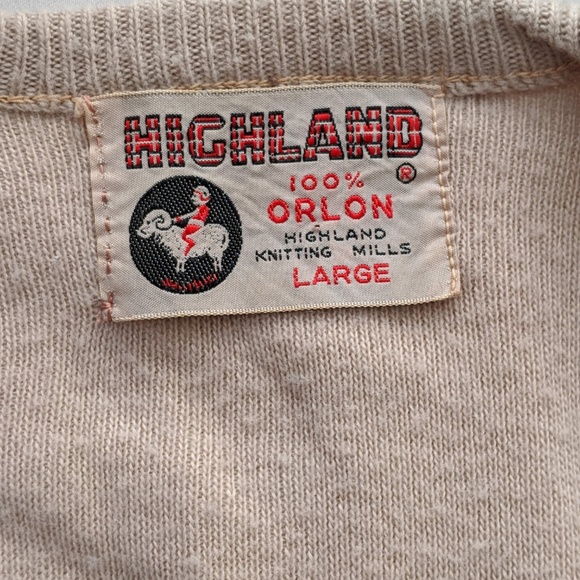 HIGHLAND
®
100%
ORLON
HIGHLAND
KNITTING MILLS
LARGE